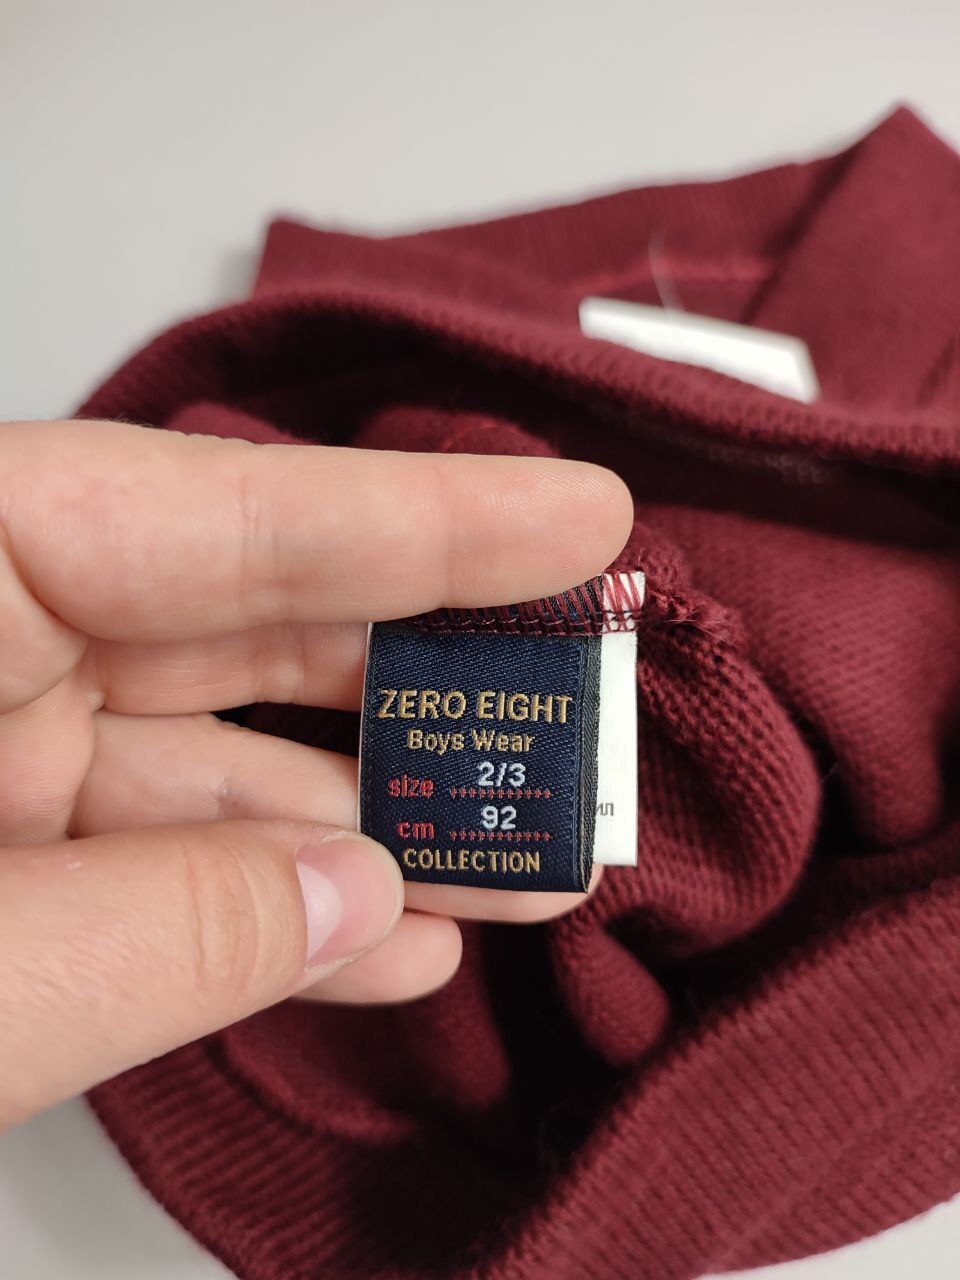 ZERO EIGHT
Boys Wear
size 2/3
cm 92
COLLECTION